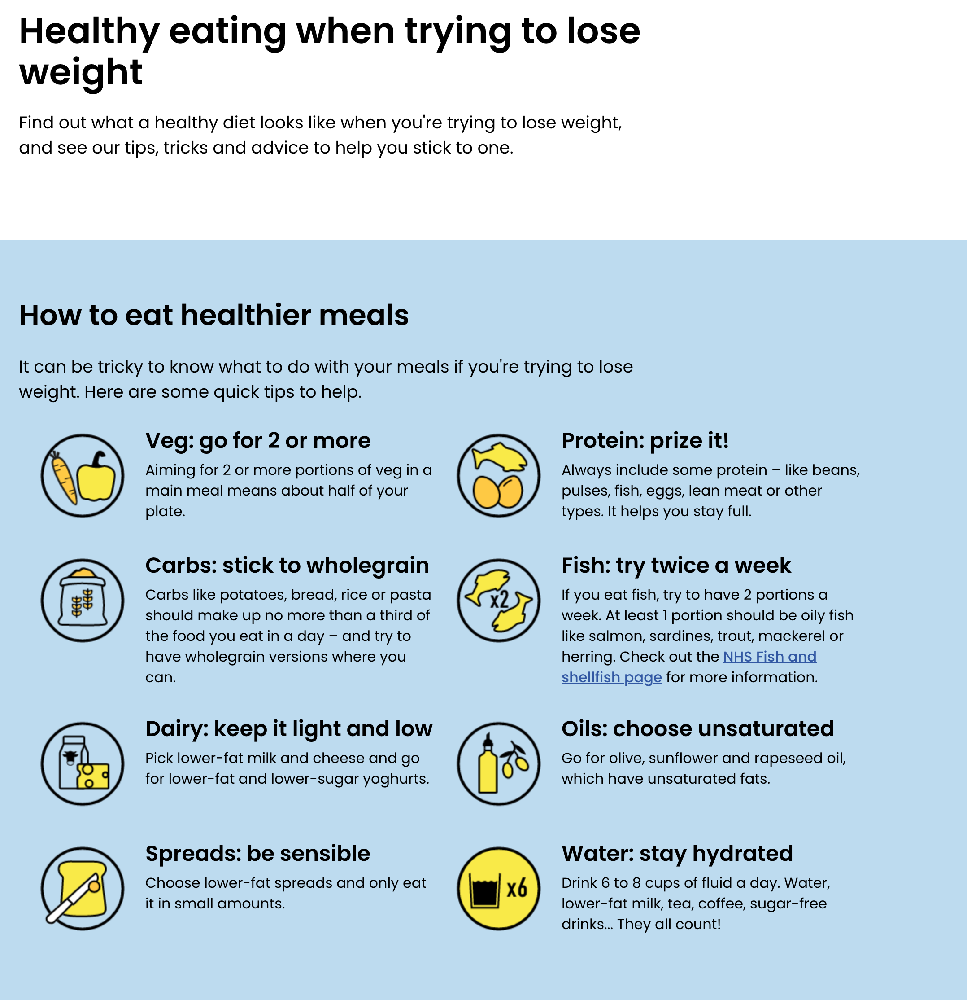 Healthy eating when trying to lose
weight
Find out what a healthy diet looks like when you're trying to lose weight,
and see our tips, tricks and advice to help you stick to one.
How to eat healthier meals
It can be tricky to know what to do with your meals if you're trying to lose
weight. Here are some quick tips to help.
Veg: go for 2 or more
Aiming for 2 or more portions of veg in a
main meal means about half of your
plate.
Protein: prize it!
Always include some protein – like beans,
pulses, fish, eggs, lean meat or other
types. It helps you stay full.
Carbs: stick to wholegrain
Carbs like potatoes, bread, rice or pasta
should make up no more than a third of
the food you eat in a day – and try to
have wholegrain versions where you
can.
x2
Fish: try twice a week
If you eat fish, try to have 2 portions a
week. At least 1 portion should be oily fish
like salmon, sardines, trout, mackerel or
herring. Check out the NHS Fish and
shellfish page for more information.
Dairy: keep it light and low
Pick lower-fat milk and cheese and go
for lower-fat and lower-sugar yoghurts.
Oils: choose unsaturated
Go for olive, sunflower and rapeseed oil,
which have unsaturated fats.
Spreads: be sensible
Choose lower-fat spreads and only eat
it in small amounts.
x6
Water: stay hydrated
Drink 6 to 8 cups of fluid a day. Water,
lower-fat milk, tea, coffee, sugar-free
drinks... They all count!